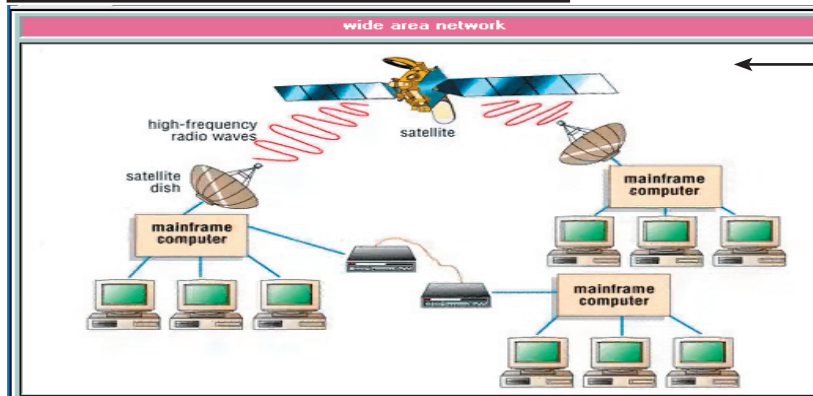 wide area network
high-frequency
radio waves
satellite
satellite
dish
mainframe
computer
mainframe
computer
mainframe
computer